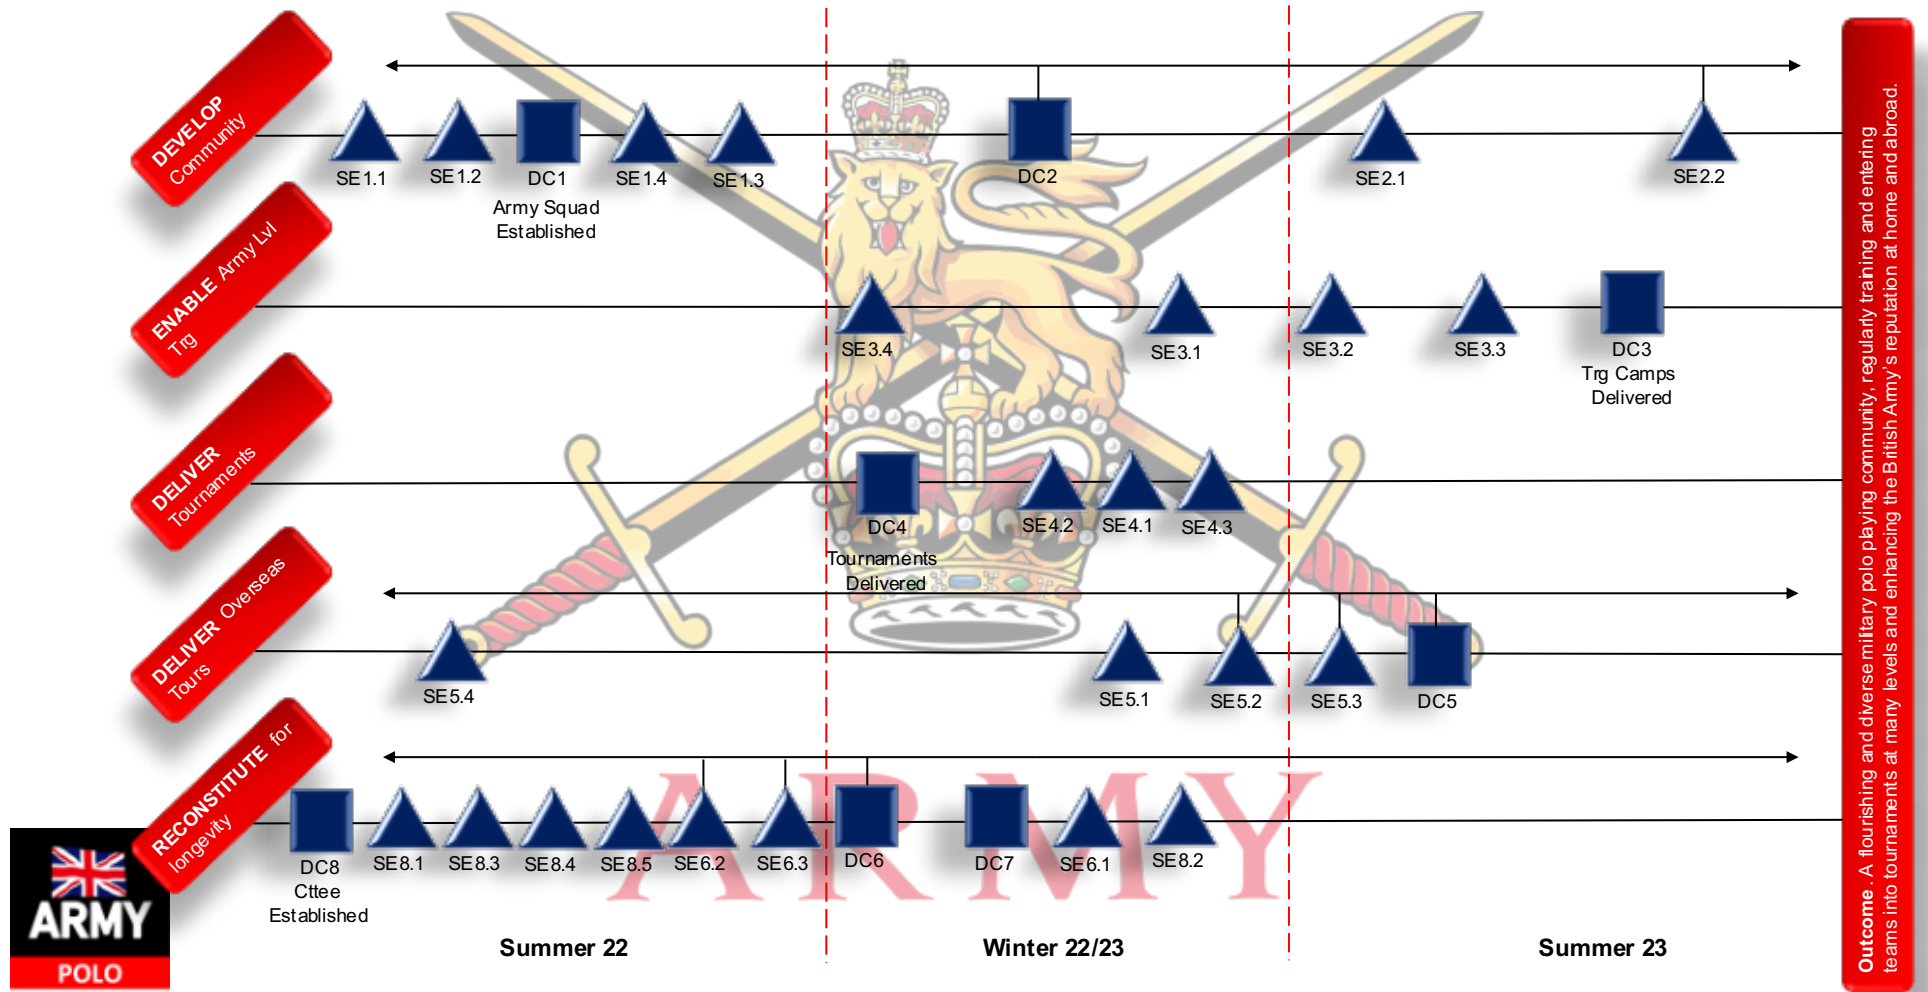 DEVELOP
Community
SE1.1
SE1.2
DC1
Army Squad
Established
SE1.4
SE1.3
DC2
SE2.1
SE2.2
ENABLE Army Lvl
Trg
SE3.4
SE3.1
SE3.2
SE3.3
DC3
Trg Camps
Delivered
DELIVER
Tournaments
DC4
Tournaments
Delivered
SE4.2
SE4.1
SE4.3
DELIVER Overseas
Tours
SE5.4
SE5.1
SE5.2
SE5.3
DC5
RECONSTITUTE for
longevity
DC8
Cttee
Established
SE8.1
SE8.3
SE8.4
SE8.5
SE6.2
SE6.3
DC6
DC7
SE6.1
SE8.2
ARMY
Summer 22
Winter 22/23
Summer 23
ARMY
POLO
Outcome . A flourishing and diverse military polo playing community, regularly training and entering
teams into tournaments at many levels and enhancing the British Army's reputation at home and abroad.